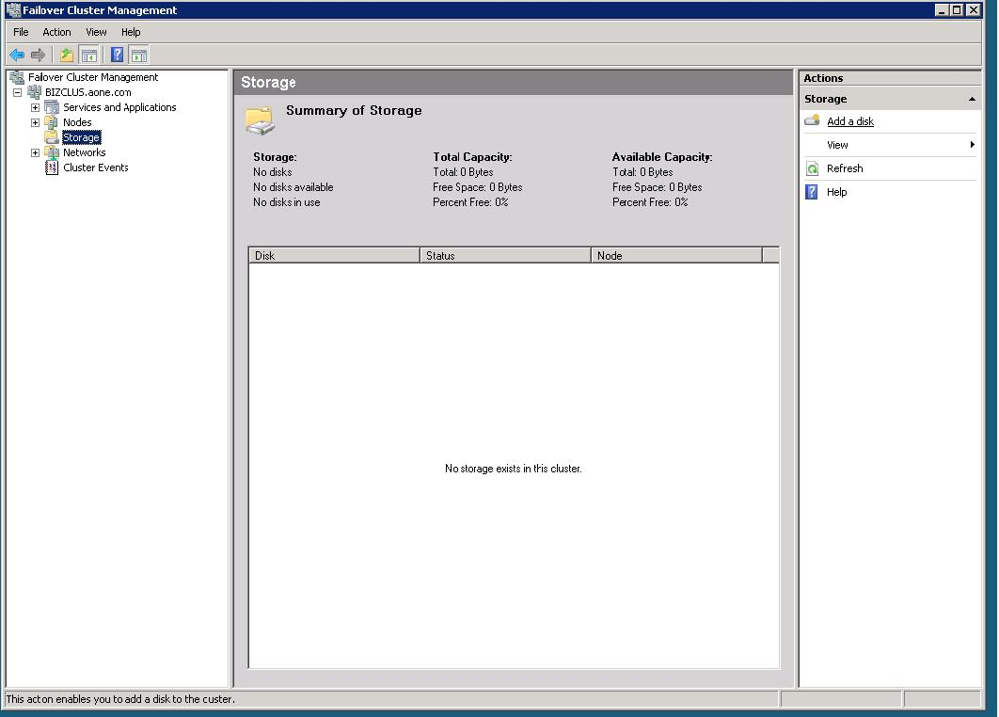 Failover Cluster Management
File Action View Help
Failover Cluster Management
BIZCLUS.aone.com
Services and Applications
Nodes
Storage
Networks
Cluster Events
Storage
Summary of Storage
Storage: Total Capacity: Available Capacity:
No disks Total: 0 Bytes Total: 0 Bytes
No disks available Free Space: 0 Bytes Free Space: 0 Bytes
No disks in use Percent Free: 0% Percent Free: 0%
Disk Status Node
No storage exists in this cluster.
Actions
Storage
Add a disk
View
Refresh
Help
This acton enables you to add a disk to the custer.